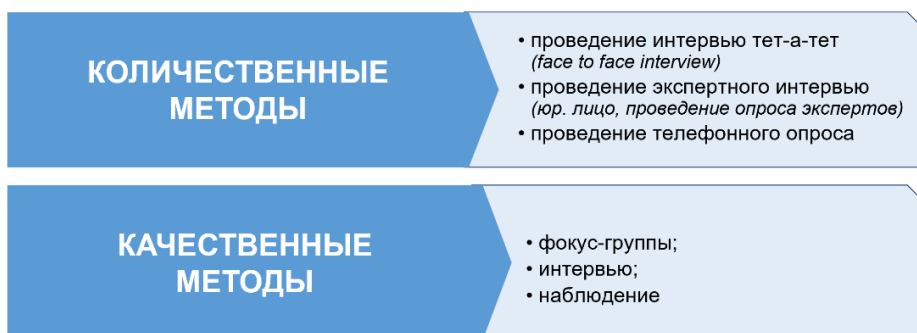 КОЛИЧЕСТВЕННЫЕ
МЕТОДЫ
• проведение интервью тет-а-тет
(face to face interview)
• проведение экспертного интервью
(юр. лицо, проведение опроса экспертов)
• проведение телефонного опроса
КАЧЕСТВЕННЫЕ
МЕТОДЫ
• фокус-группы;
• интервью;
• наблюдение